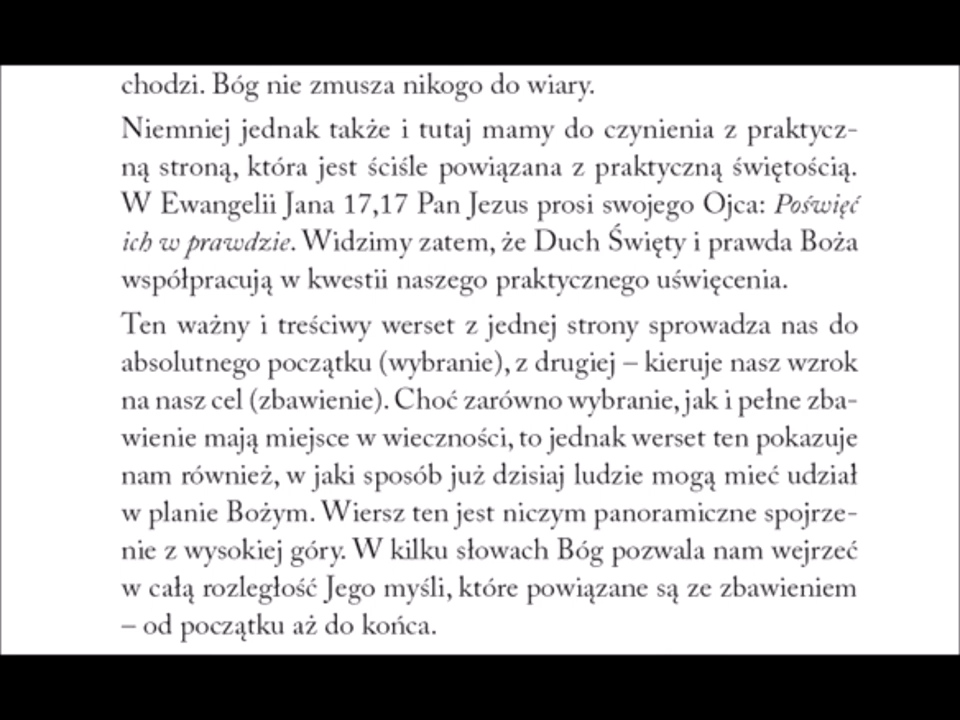 chodzi. Bóg nie zmusza nikogo do wiary.
Niemniej jednak także i tutaj mamy do czynienia z praktycz-
ną stroną, która jest ściśle powiązana z praktyczną świętością.
W Ewangelii Jana 17,17 Pan Jezus prosi swojego Ojca: Poświęć
ich w prawdzie. Widzimy zatem, że Duch Święty i prawda Boża
współpracują w kwestii naszego praktycznego uświęcenia.
Ten ważny i treściwy werset z jednej strony sprowadza nas do
absolutnego początku (wybranie), z drugiej – kieruje nasz wzrok
na nasz cel (zbawienie). Choć zarówno wybranie, jak i pełne zba-
wienie mają miejsce w wieczności, to jednak werset ten pokazuje
nam również, w jaki sposób już dzisiaj ludzie mogą mieć udział
w planie Bożym. Wiersz ten jest niczym panoramiczne spojrze-
nie z wysokiej góry. W kilku słowach Bóg pozwala nam wejrzeć
w całą rozległość Jego myśli, które powiązane są ze zbawieniem
– od początku aż do końca.